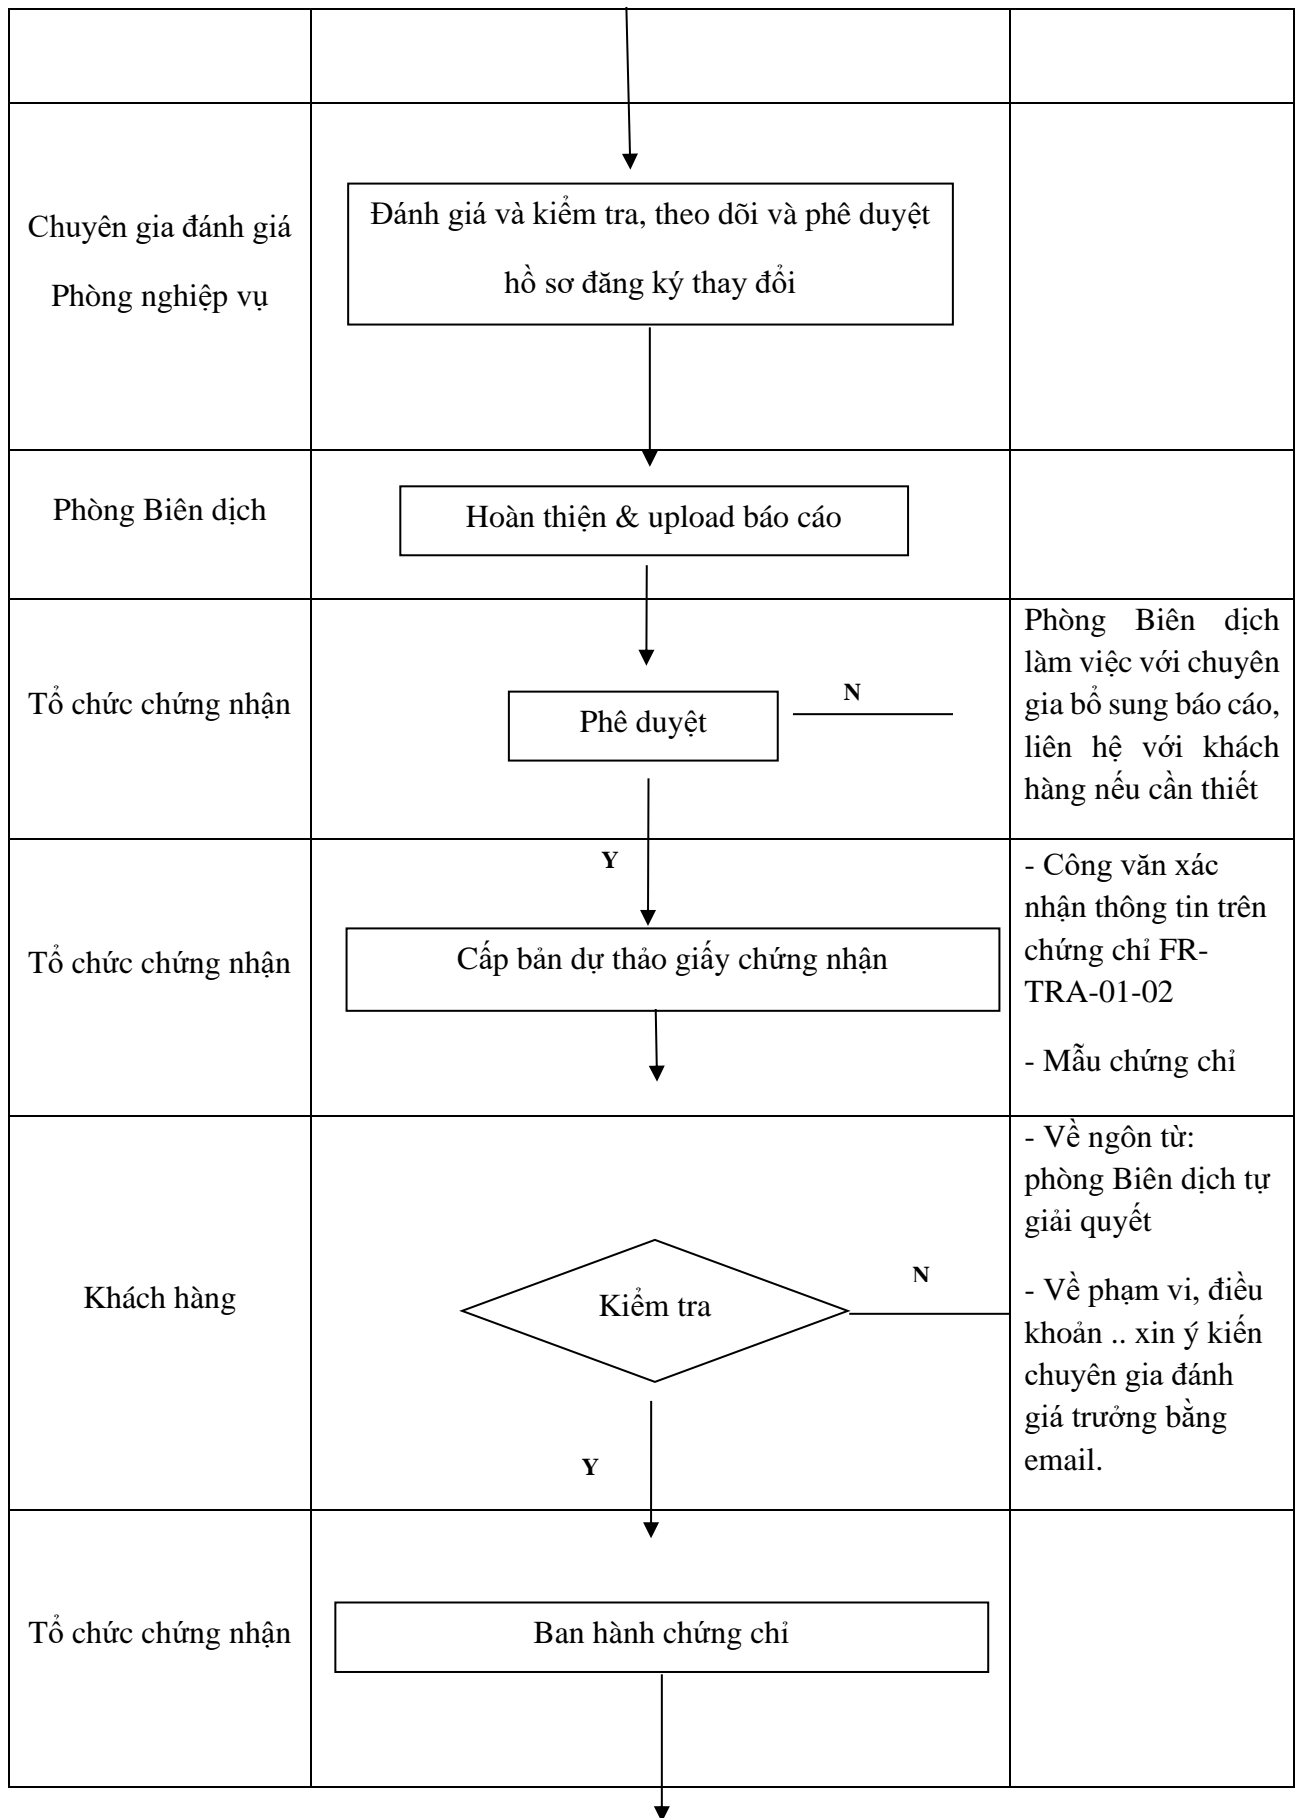 Chuyên gia đánh giá
Phòng nghiệp vụ
Đánh giá và kiểm tra, theo dõi và phê duyệt
hồ sơ đăng ký thay đổi
Phòng Biên dịch
Hoàn thiện & upload báo cáo
Tổ chức chứng nhận
Phê duyệt
N
Phòng Biên dịch
làm việc với chuyên
gia bổ sung báo cáo,
liên hệ với khách
hàng nếu cần thiết
Tổ chức chứng nhận
Y
Cấp bản dự thảo giấy chứng nhận
- Công văn xác
nhận thông tin trên
chứng chỉ FR-
TRA-01-02
- Mẫu chứng chỉ
Khách hàng
Kiểm tra
N
Y
- Về ngôn từ:
phòng Biên dịch tự
giải quyết
- Về phạm vi, điều
khoản .. xin ý kiến
chuyên gia đánh
giá trưởng bằng
email.
Tổ chức chứng nhận
Ban hành chứng chỉ